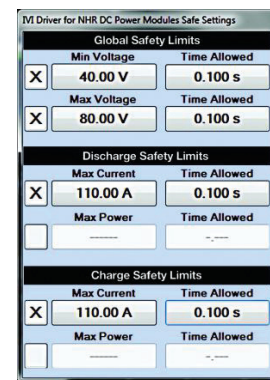 IVI Driver for NHR DC Power Modules Safe Settings
Global Safety Limits
Min Voltage Time Allowed
X 40.00 V 0.100 s
Max Voltage Time Allowed
X 80.00 V 0.100 s
Discharge Safety Limits
Max Current Time Allowed
X 110.00 A 0.100 s
Max Power Time Allowed
------ -.---
Charge Safety Limits
Max Current Time Allowed
X 110.00 A 0.100 s
Max Power Time Allowed
------ -.---